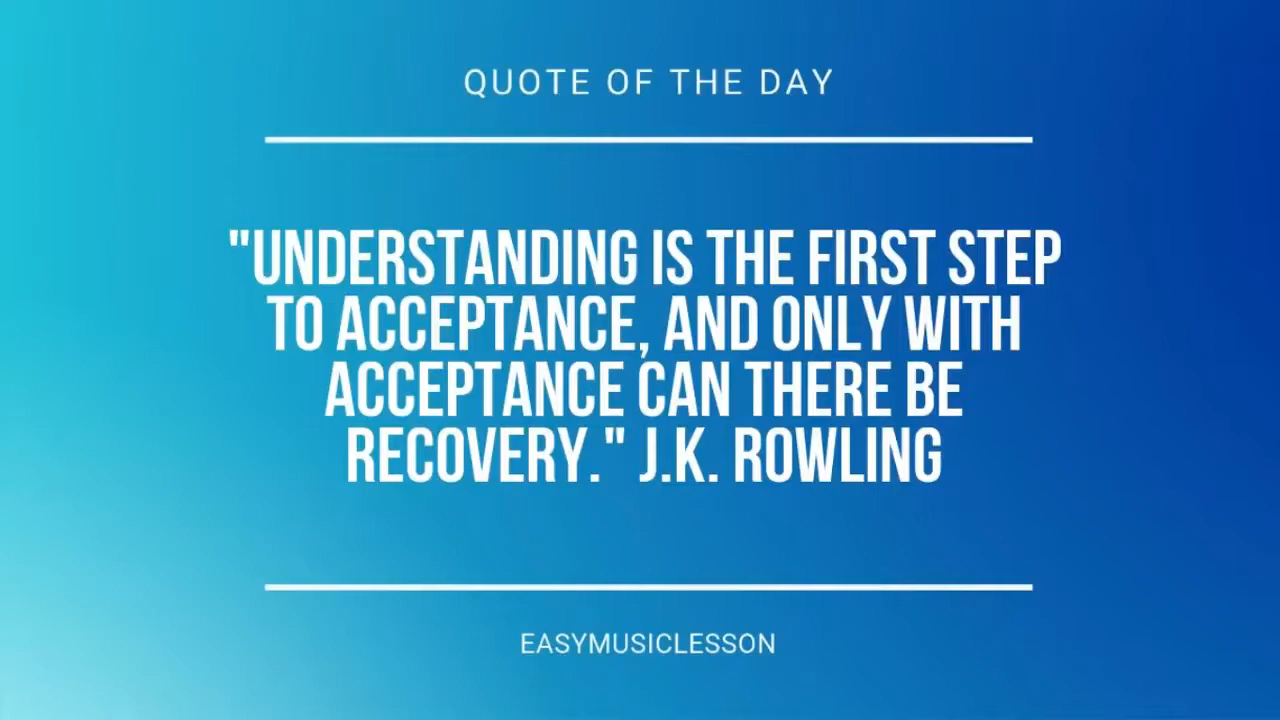 QUOTE OF THE DAY
"UNDERSTANDING IS THE FIRST STEP
TO ACCEPTANCE, AND ONLY WITH
ACCEPTANCE CAN THERE BE
RECOVERY." J.K. ROWLING
EASYMUSICLESSON